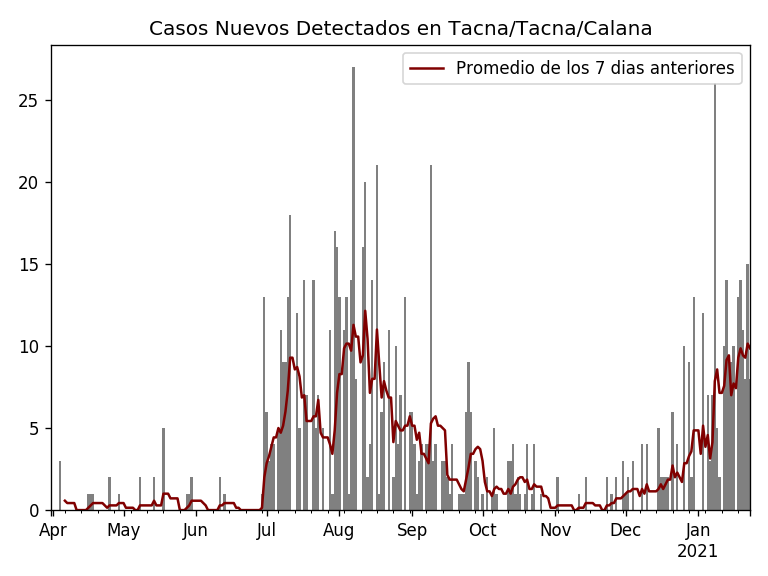 Casos Nuevos Detectados en Tacna/Tacna/Calana
Promedio de los 7 dias anteriores
25
20
15
10
5
0
Apr May Jun Jul Aug Sep Oct Nov Dec Jan
2021